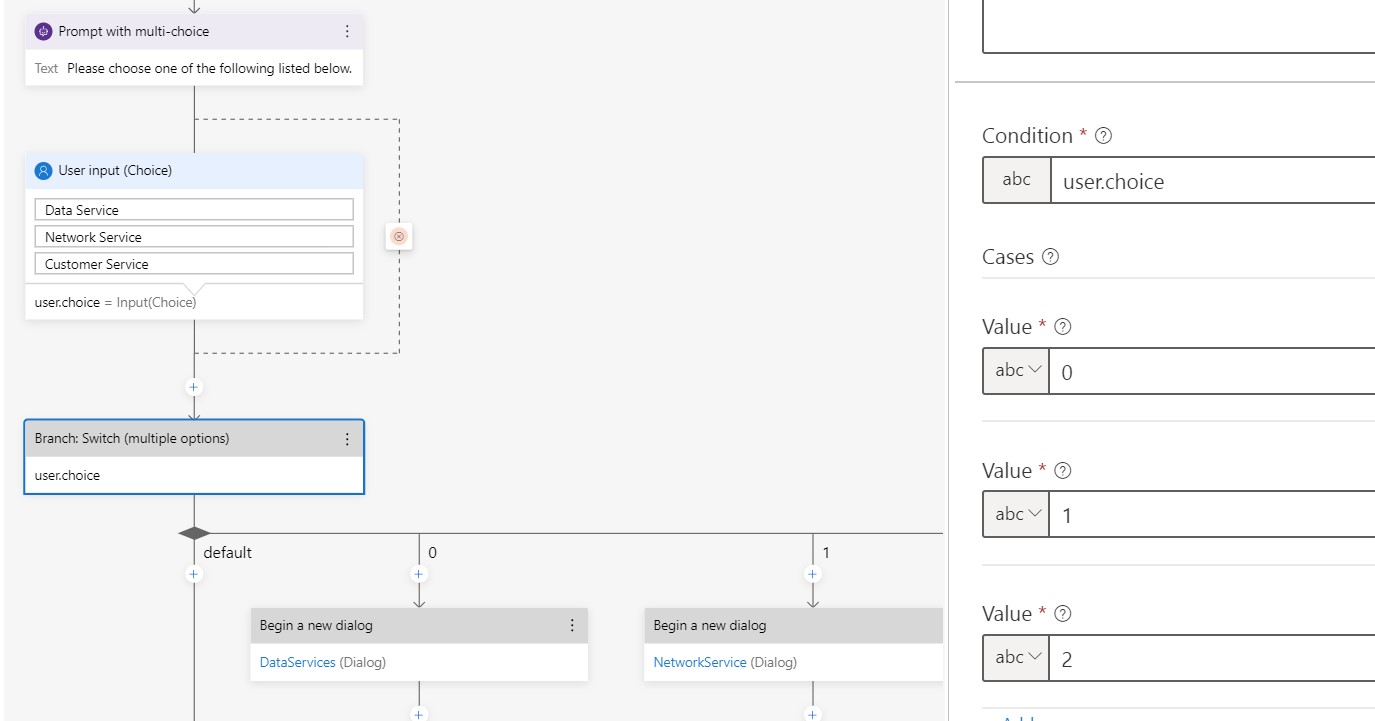 Prompt with multi-choice
Text Please choose one of the following listed below.
User input (Choice)
Data Service
Network Service
Customer Service
user.choice = Input(Choice)
Branch: Switch (multiple options)
user.choice
default
0
1
Begin a new dialog
DataServices (Dialog)
Begin a new dialog
NetworkService (Dialog)
Condition * ?
abc user.choice
Cases ?
Value * ?
abc 0
Value * ?
abc 1
Value * ?
abc 2